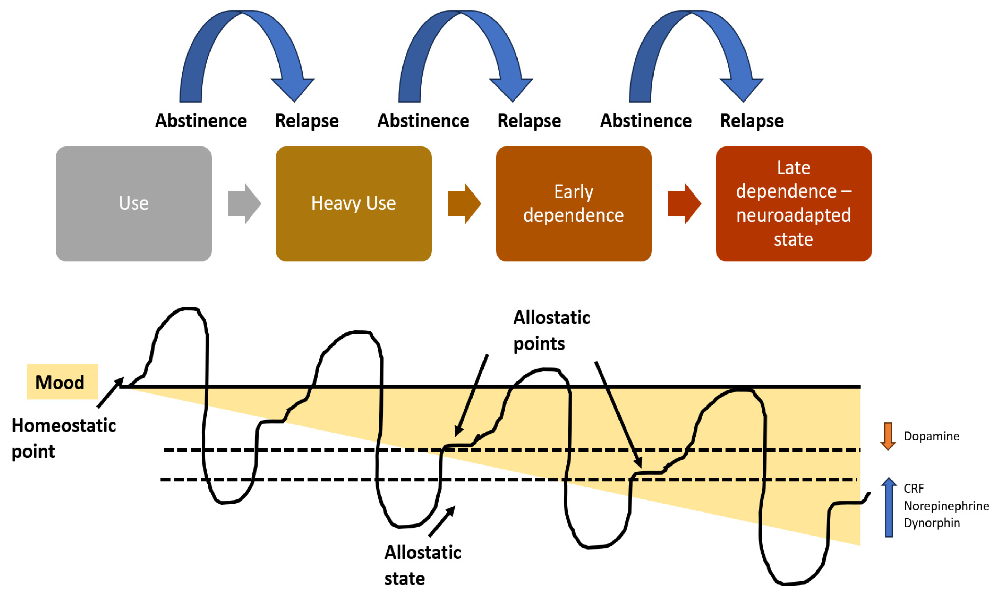 Abstinence
Relapse
Abstinence
Relapse
Abstinence
Relapse
Use
Heavy Use
Early
dependence
Late
dependence –
neuroadapted
state
Allostatic
points
Mood
Homeostatic
point
Dopamine
CRF
Norepinephrine
Dynorphin
Allostatic
state